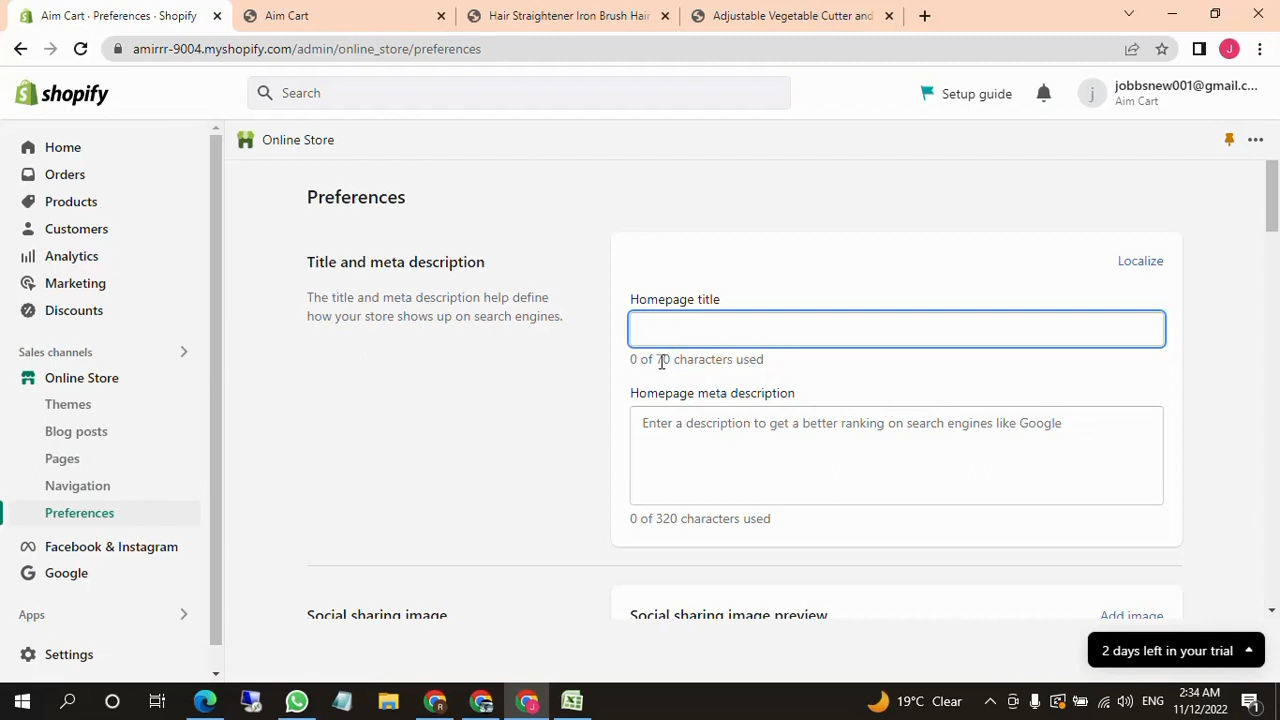 Aim Cart - Preferences - Shopify
Aim Cart
Hair Straightener Iron Brush Hair
Adjustable Vegetable Cutter and
amirrr-9004.myshopify.com/admin/online_store/preferences
J
shopify
Search
Setup guide
j
jobbsnew001@gmail.c...
Aim Cart
Home
Orders
Products
Customers
Analytics
Marketing
Discounts
Sales channels
Online Store
Themes
Blog posts
Pages
Navigation
Preferences
Facebook & Instagram
Google
Apps
Settings
Online Store
Preferences
Title and meta description
The title and meta description help define
how your store shows up on search engines.
Localize
Homepage title
0 of 70 characters used
Homepage meta description
Enter a description to get a better ranking on search engines like Google
0 of 320 characters used
Social sharing image
Social sharing image preview
Add image
2 days left in your trial
19°C Clear
ENG
2:34 AM
11/12/2022